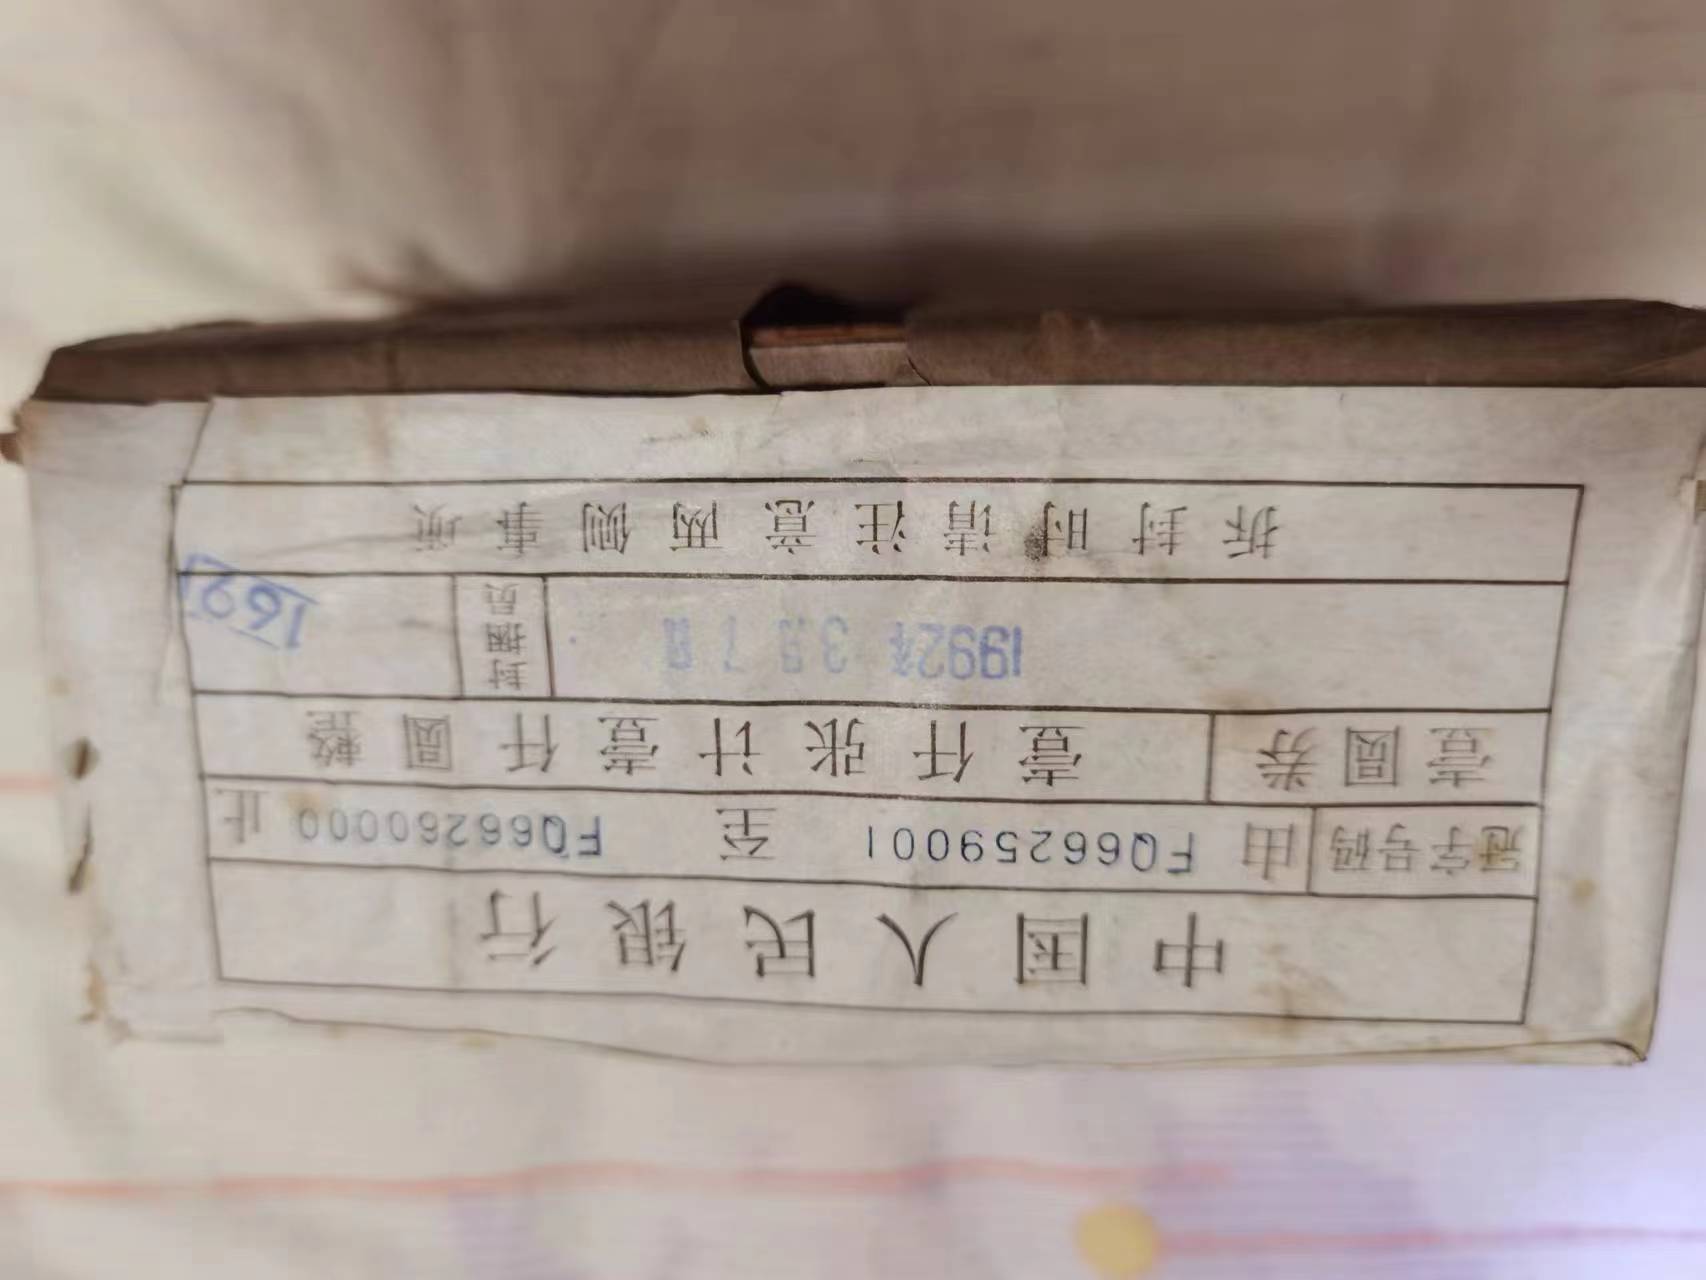 中国人民银行
冠字号码 由 FQ66259001 至 FQ66260000 止
壹圆券 壹仟张计壹仟圆整
1992年3月7日 封捆员 169
拆封时请注意两侧事项